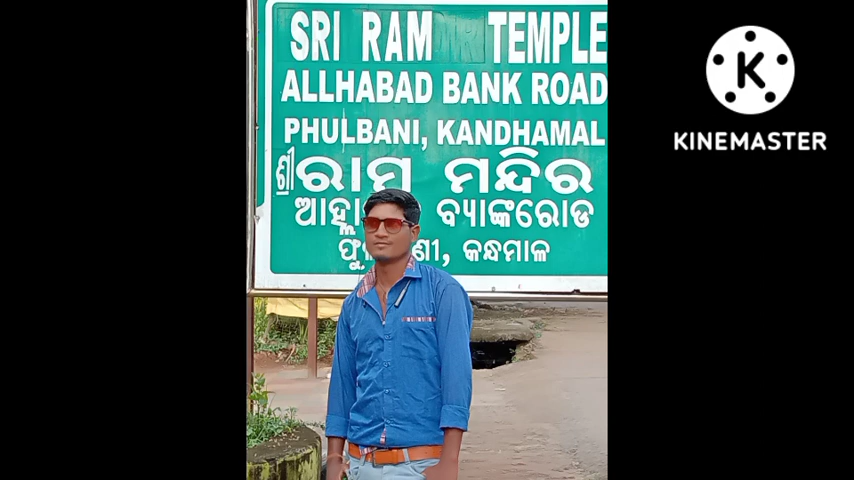 SRI RAM TEMPLE
ALLHABAD BANK ROAD
PHULBANI, KANDHAMAL
ଶ୍ରୀରାମ ମନ୍ଦିର
ବ୍ୟାଙ୍କରୋଡ
କନ୍ଧମାଳ
K
KINEMASTER